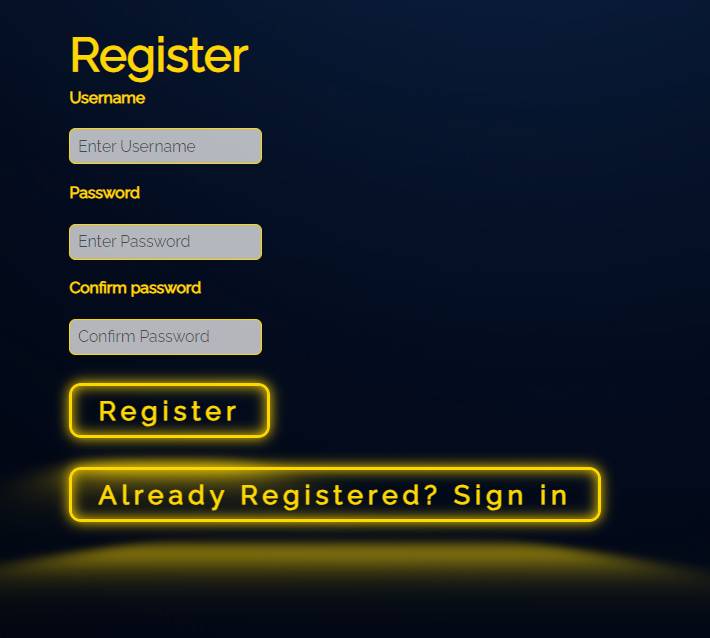 Register
Username
Enter Username
Password
Enter Password
Confirm password
Confirm Password
Register
Already Registered? Sign in